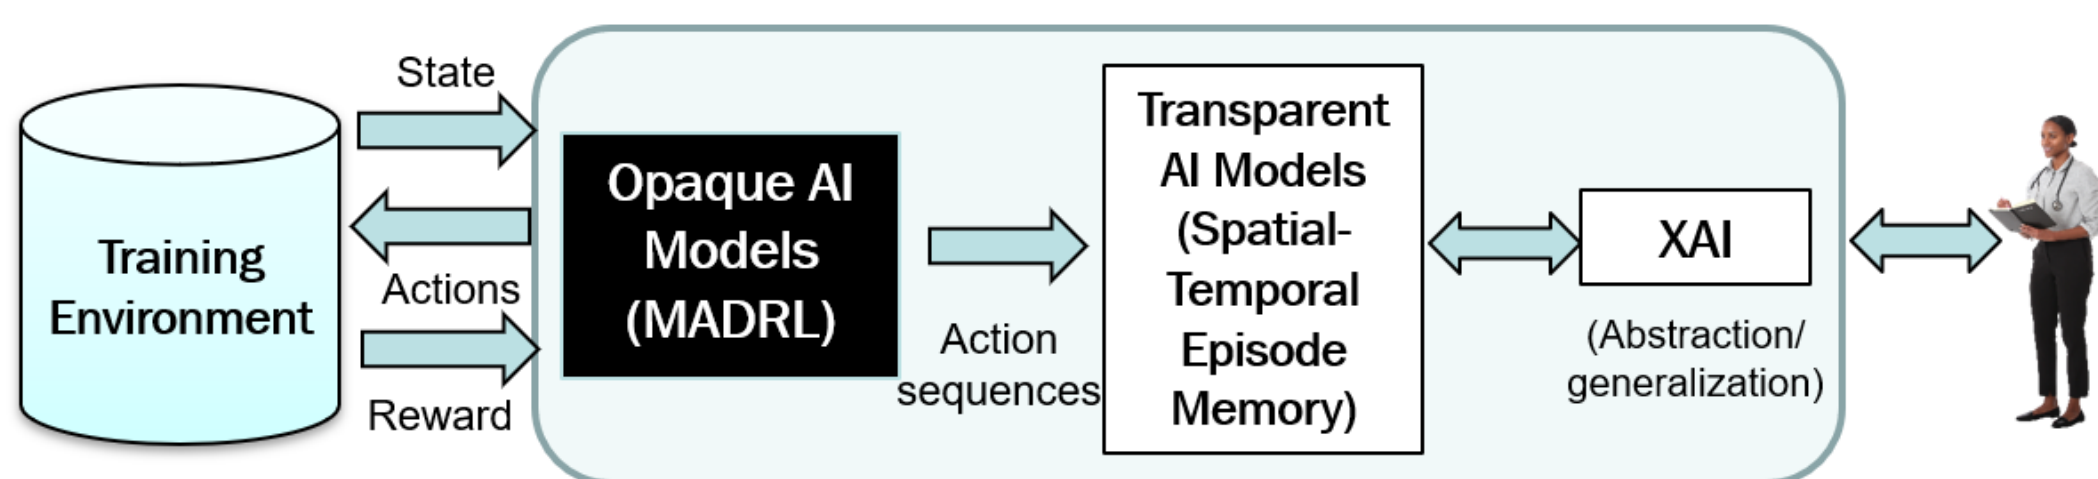 State
Training
Environment
Actions
Reward
Opaque AI
Models
(MADRL)
Action
sequences
Transparent
AI Models
(Spatial-
Temporal
Episode
Memory)
XAI
(Abstraction/
generalization)